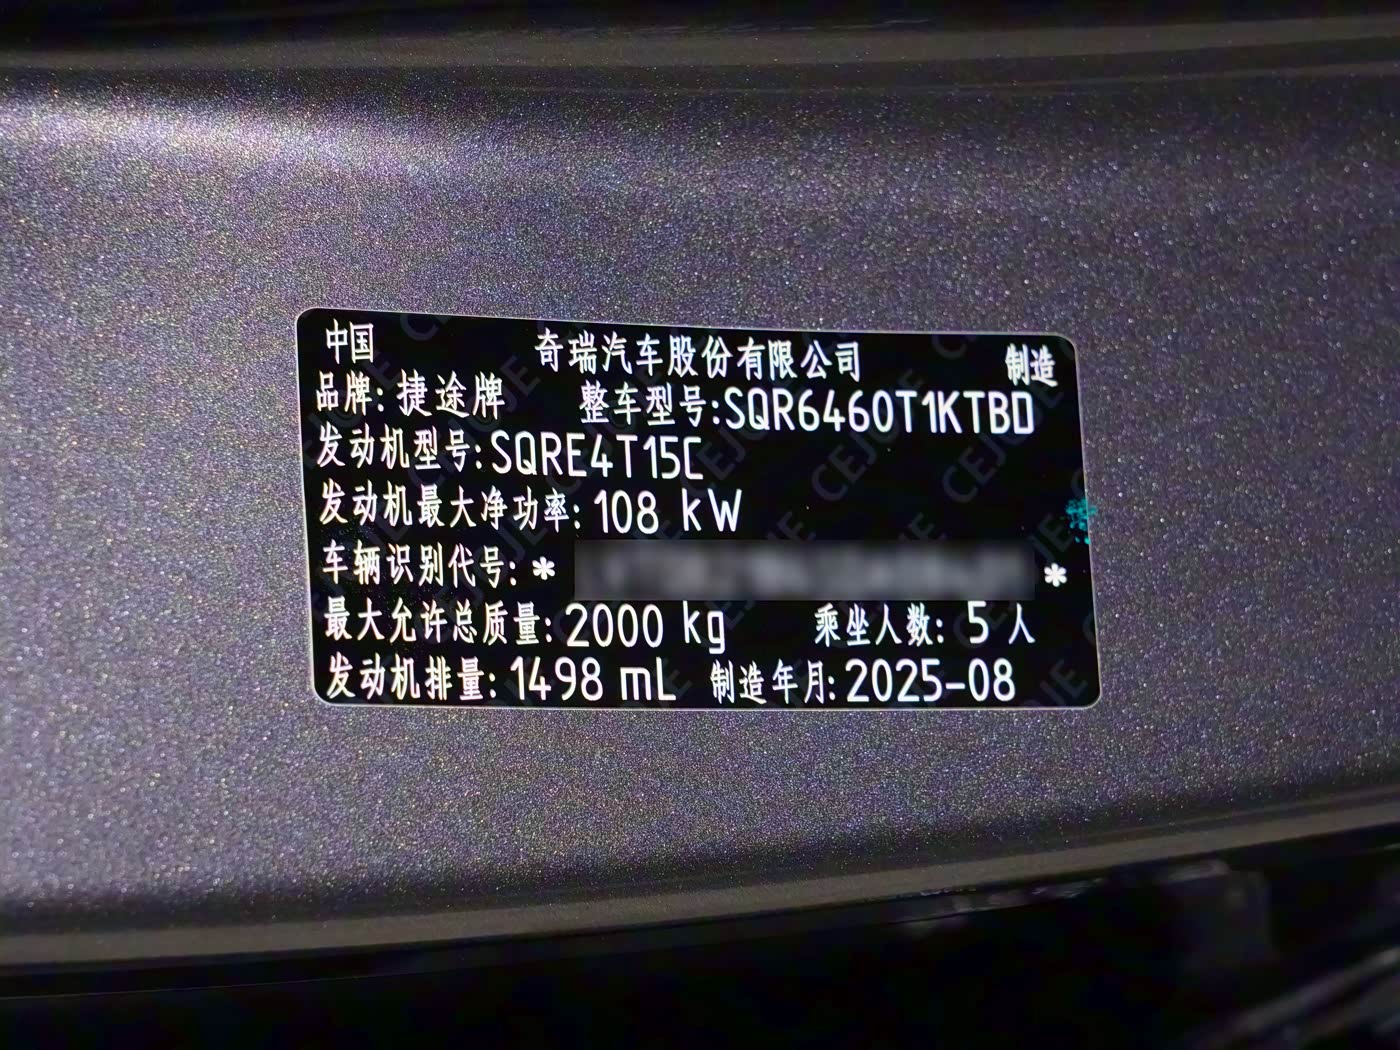 中国 奇瑞汽车股份有限公司 制造
品牌: 捷途牌 整车型号:SQR6460T1KTBD
发动机型号:SQRE4T15C
发动机最大净功率: 108 kW
车辆识别代号: * *
最大允许总质量: 2000 kg 乘坐人数: 5 人
发动机排量: 1498 mL 制造年月: 2025-08